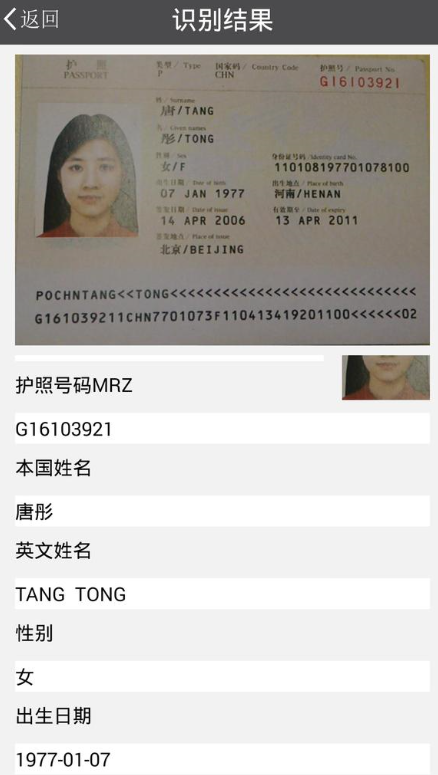 返回
识别结果
护 照
PASSPORT
类型 / Type
P
国家码 / Country Code
CHN
护照号 / Passport No.
G16103921
姓 / Surname
唐/TANG
名 / Given names
彤/TONG
性别 / Sex
女/F
身份证号码 /Identity card No.
110108197701078100
出生日期 / Date of birth
07 JAN 1977
出生地点 / Place of birth
河南/HENAN
签发日期 / Date of issue
14 APR 2006
有效期至 / Date of expiry
13 APR 2011
签发地点 / Place of issue
北京/BEIJING
POCHNTANG<<TONG<<<<<<<<<<<<<<<<<<<<<<<<<<<<<
G161039211CHN7701073F110413419201100<<<<<<02
护照号码MRZ
G16103921
本国姓名
唐彤
英文姓名
TANG TONG
性别
女
出生日期
1977-01-07